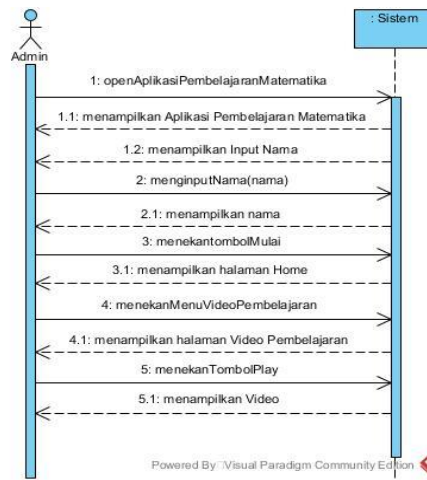 : Sistem
Admin
1: openAplikasiPembelajaranMatematika
1.1: menampilkan Aplikasi Pembelajaran Matematika
1.2: menampilkan Input Nama
2: menginputNama(nama)
2.1: menampilkan nama
3: menekantombolMulai
3.1: menampilkan halaman Home
4: menekanMenuVideoPembelajaran
4.1: menampilkan halaman Video Pembelajaran
5: menekanTombolPlay
5.1: menampilkan Video
Powered By Visual Paradigm Community Edition